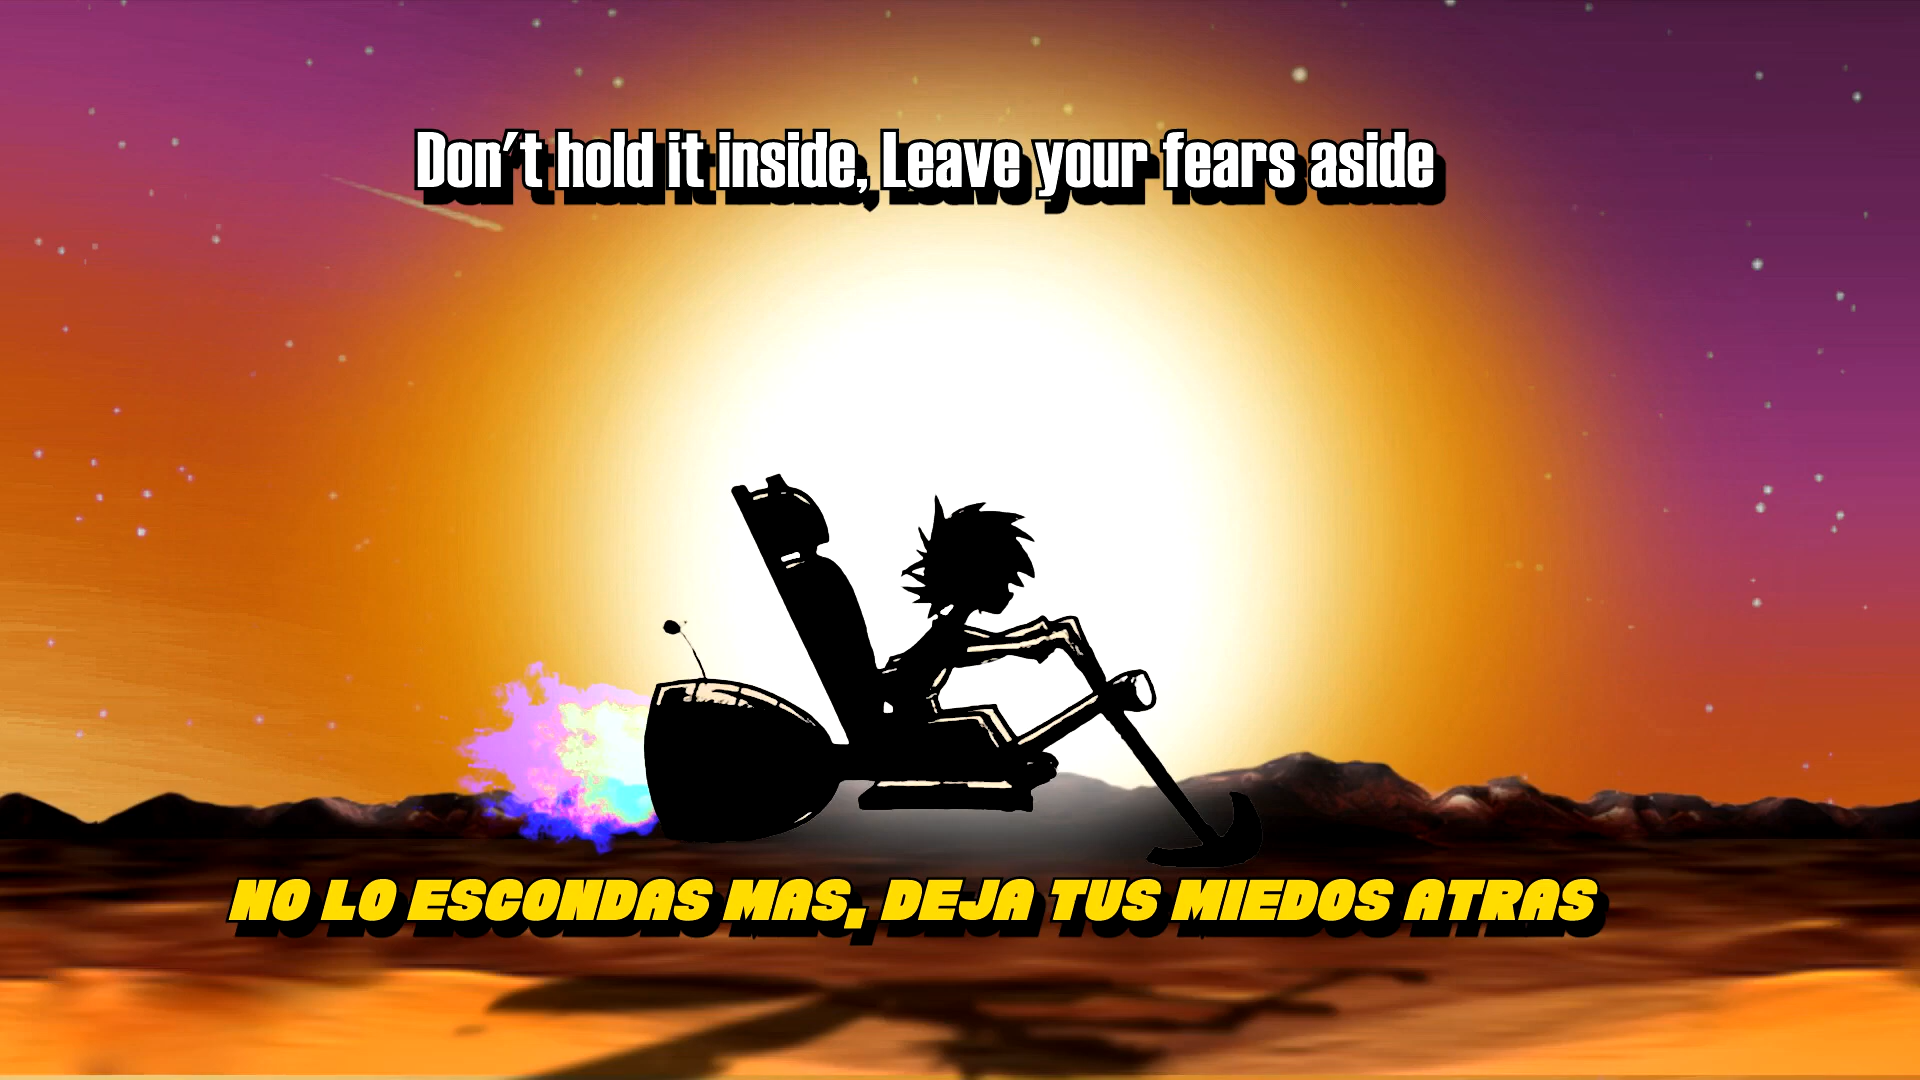 Don't hold it inside, Leave your fears aside
NO LO ESCONDAS MAS, DEJA TUS MIEDOS ATRAS